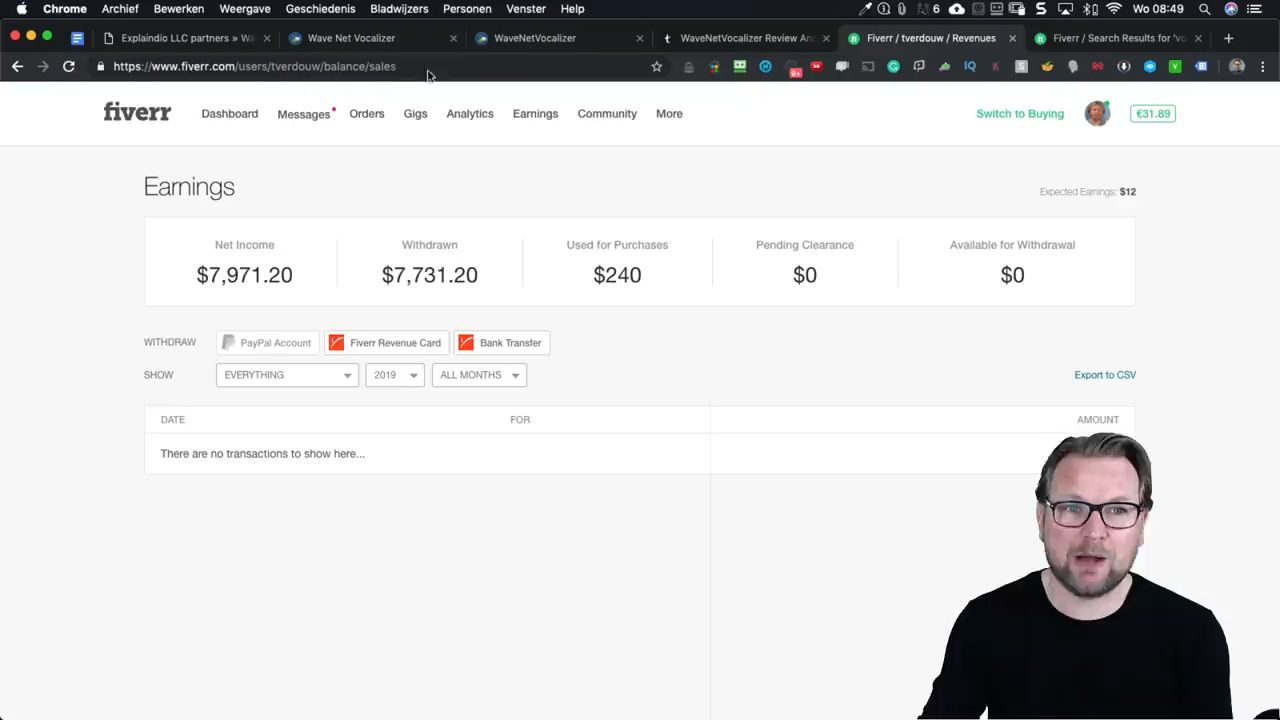 Chrome Archief Bewerken Weergave Geschiedenis Bladwijzers Personen Venster Help 6 Wo 08:49
Explaindio LLC partners » Wa Wave Net Vocalizer WaveNetVocalizer WaveNetVocalizer Review An Fiverr / tverdouw / Revenues Fiverr / Search Results for 'vo
https://www.fiverr.com/users/tverdouw/balance/sales
fiverr Dashboard Messages Orders Gigs Analytics Earnings Community More Switch to Buying €31.89
Earnings
Expected Earnings: $12
Net Income Withdrawn Used for Purchases Pending Clearance Available for Withdrawal
$7,971.20 $7,731.20 $240 $0 $0
WITHDRAW PayPal Account Fiverr Revenue Card Bank Transfer
SHOW EVERYTHING 2019 ALL MONTHS Export to CSV
DATE FOR AMOUNT
There are no transactions to show here...